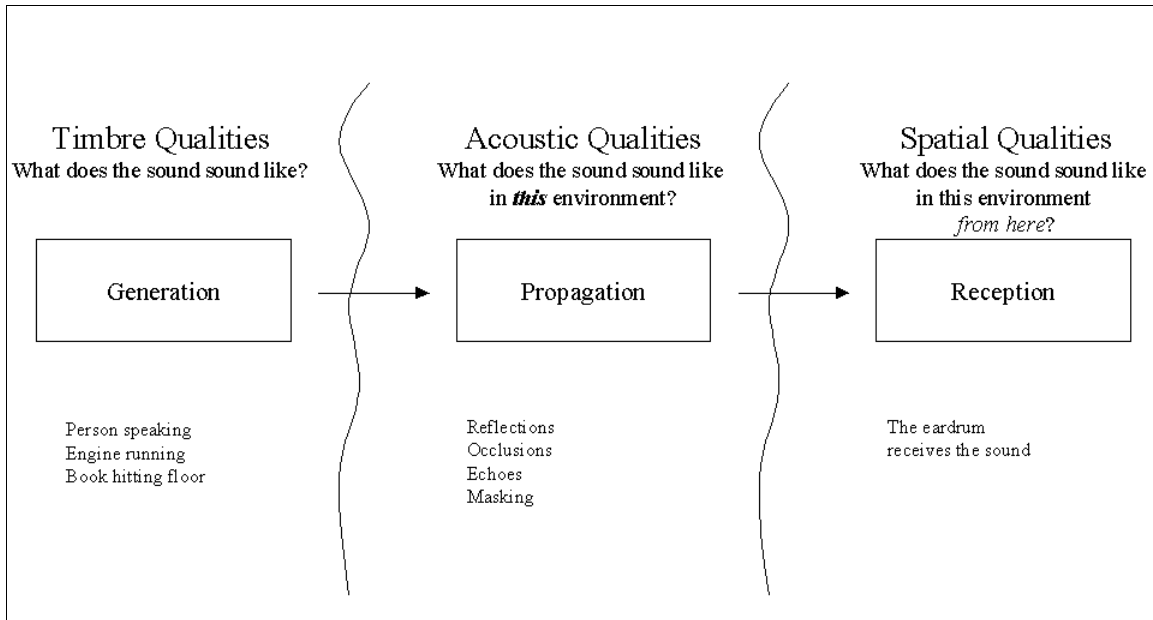 Timbre Qualities
What does the sound sound like?
Generation
Person speaking
Engine running
Book hitting floor
Acoustic Qualities
What does the sound sound like
in this environment?
Propagation
Reflections
Occlusions
Echoes
Masking
Spatial Qualities
What does the sound sound like
in this environment
from here?
Reception
The eardrum
receives the sound